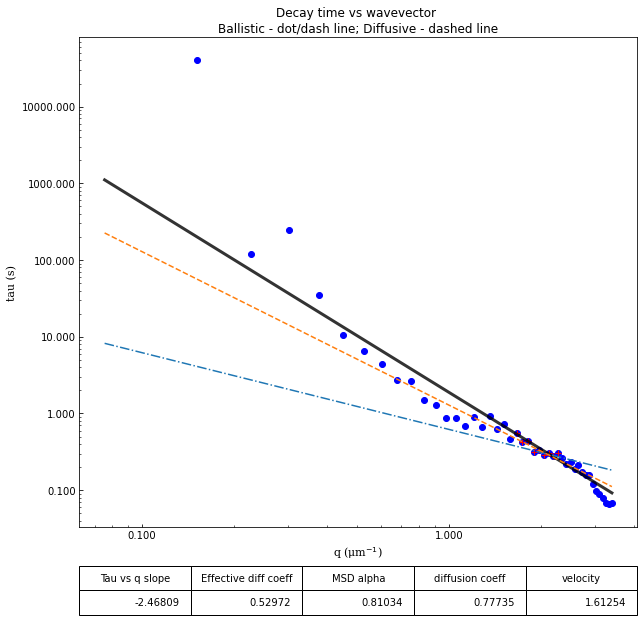 Decay time vs wavevector
Ballistic - dot/dash line; Diffusive - dashed line
10000.000
1000.000
100.000
10.000
1.000
0.100
tau (s)
0.100 1.000
q (μm⁻¹)
Tau vs q slope Effective diff coeff MSD alpha diffusion coeff velocity
-2.46809 0.52972 0.81034 0.77735 1.61254